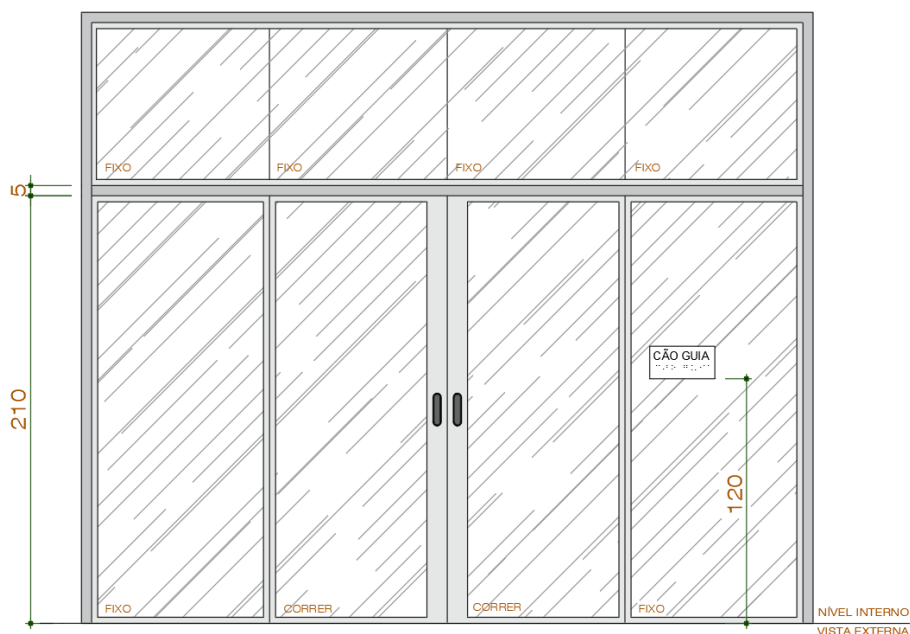 FIXO
FIXO
FIXO
FIXO
5
210
CÃO GUIA
120
FIXO
CORRER
CORRER
FIXO
NÍVEL INTERNO
VISTA EXTERNA